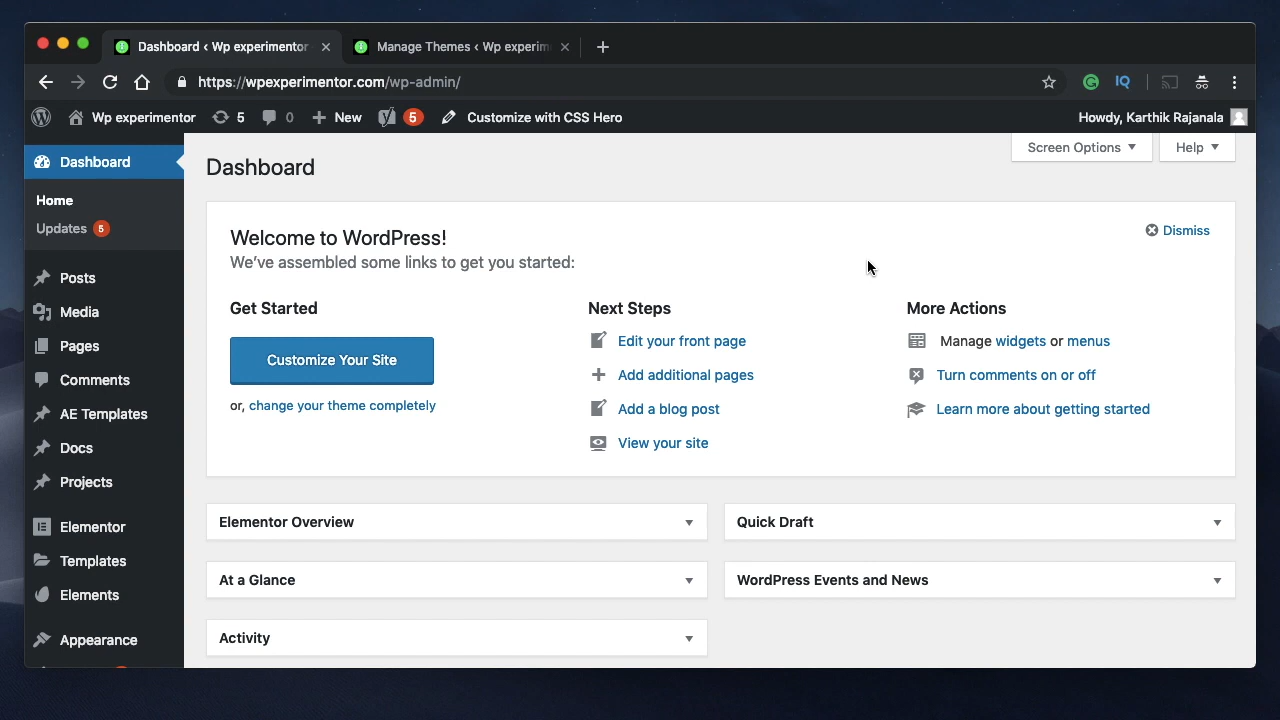 Dashboard < Wp experimentor
Manage Themes < Wp experim
https://wpexperimentor.com/wp-admin/
IQ
Wp experimentor
5
0
New
5
Customize with CSS Hero
Howdy, Karthik Rajanala
Dashboard
Home
Updates 5
Posts
Media
Pages
Comments
AE Templates
Docs
Projects
Elementor
Templates
Elements
Appearance
Screen Options
Help
Dashboard
Welcome to WordPress!
We've assembled some links to get you started:
Dismiss
Get Started
Customize Your Site
or, change your theme completely
Next Steps
Edit your front page
Add additional pages
Add a blog post
View your site
More Actions
Manage widgets or menus
Turn comments on or off
Learn more about getting started
Elementor Overview
Quick Draft
At a Glance
WordPress Events and News
Activity